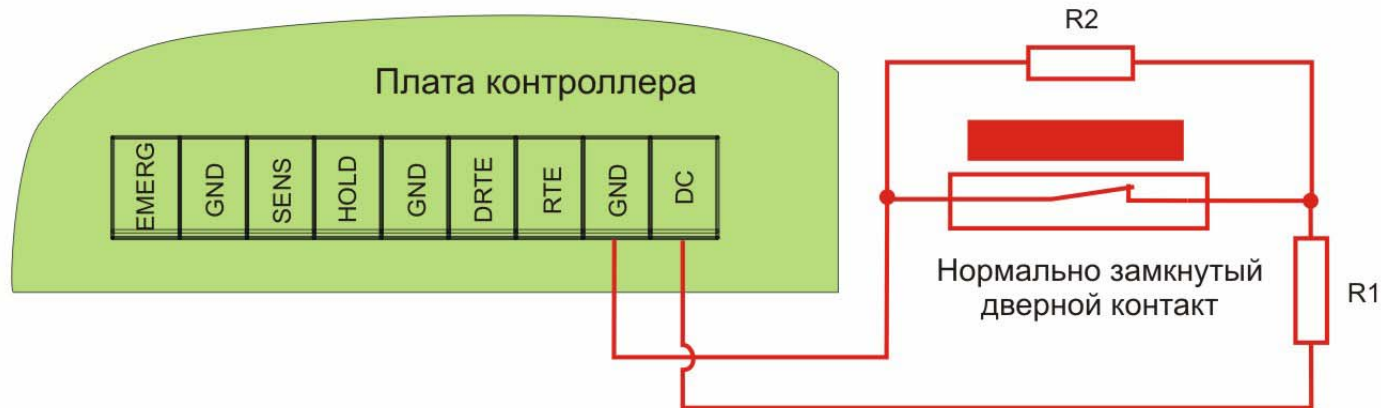 R2
Плата контроллера
EMERG
GND
SENS
HOLD
GND
DRTE
RTE
GND
DC
Нормально замкнутый
дверной контакт
R1